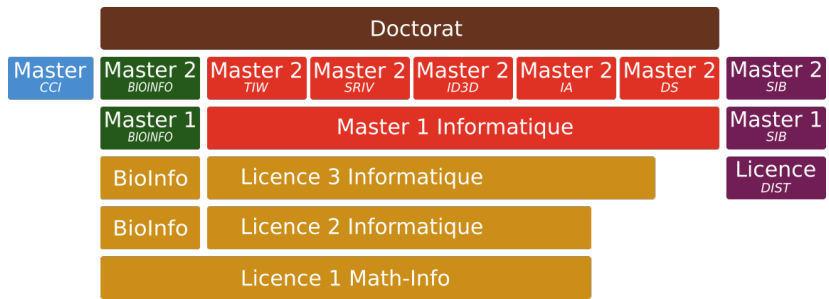 Doctorat
Master
CCI
Master 2
BIOINFO
Master 2
TIW
Master 2
SRIV
Master 2
ID3D
Master 2
IA
Master 2
DS
Master 2
SIB
Master 1
BIOINFO
Master 1 Informatique
Master 1
SIB
BioInfo
Licence 3 Informatique
Licence
DIST
BioInfo
Licence 2 Informatique
Licence 1 Math-Info